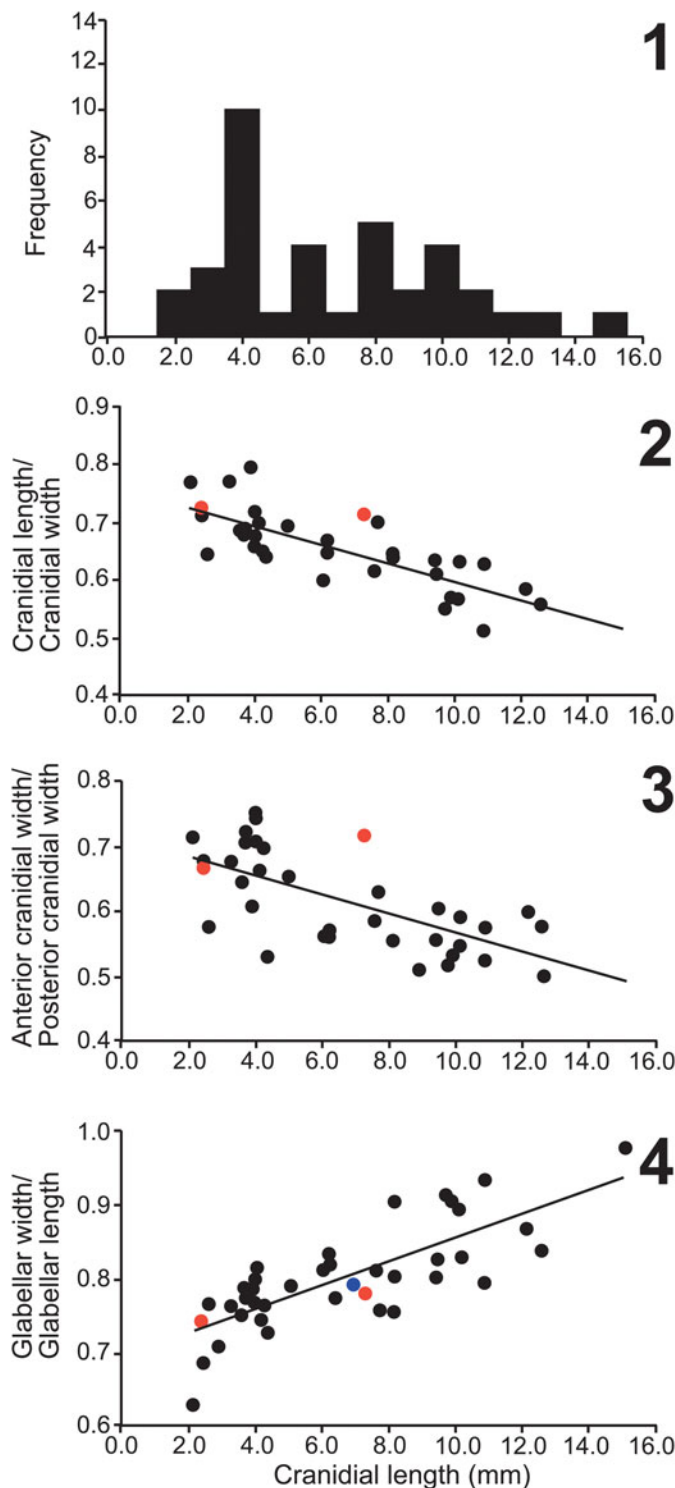 1
Frequency
14
12
10
8
6
4
2
0
0.0 2.0 4.0 6.0 8.0 10.0 12.0 14.0 16.0
2
Cranidial length/
Cranidial width
0.9
0.8
0.7
0.6
0.5
0.4
0.0 2.0 4.0 6.0 8.0 10.0 12.0 14.0 16.0
3
Anterior cranidial width/
Posterior cranidial width
0.8
0.7
0.6
0.5
0.4
0.0 2.0 4.0 6.0 8.0 10.0 12.0 14.0 16.0
4
Glabellar width/
Glabellar length
1.0
0.9
0.8
0.7
0.6
0.0 2.0 4.0 6.0 8.0 10.0 12.0 14.0 16.0
Cranidial length (mm)